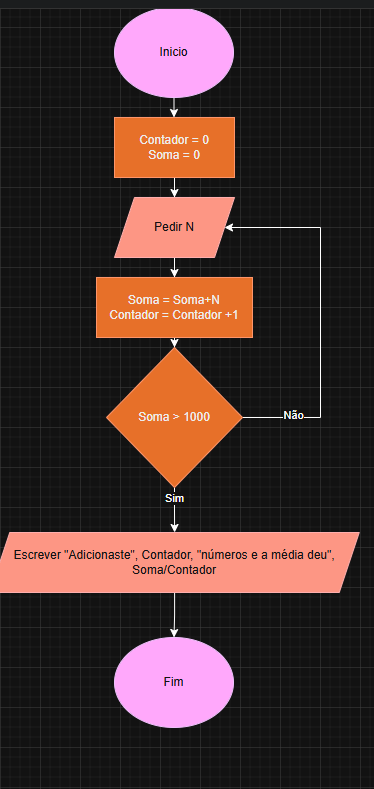 Inicio
Contador = 0
Soma = 0
Pedir N
Soma = Soma+N
Contador = Contador +1
Soma > 1000
Não
Sim
Escrever "Adicionaste", Contador, "números e a média deu",
Soma/Contador
Fim